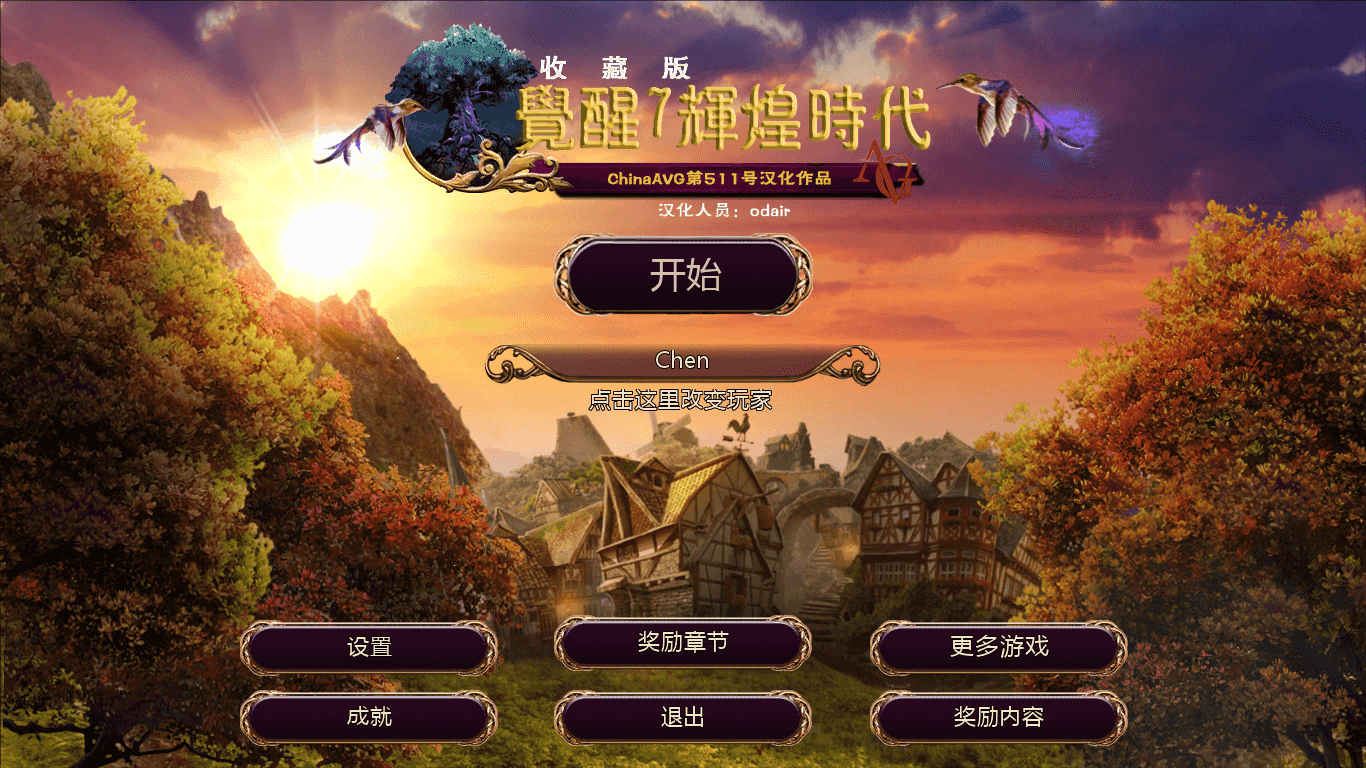 收藏版
覺醒7輝煌時代
ChinaAVG第511号汉化作品
AG
汉化人员：odair
开始
Chen
点击这里改变玩家
设置
奖励章节
更多游戏
成就
退出
奖励内容